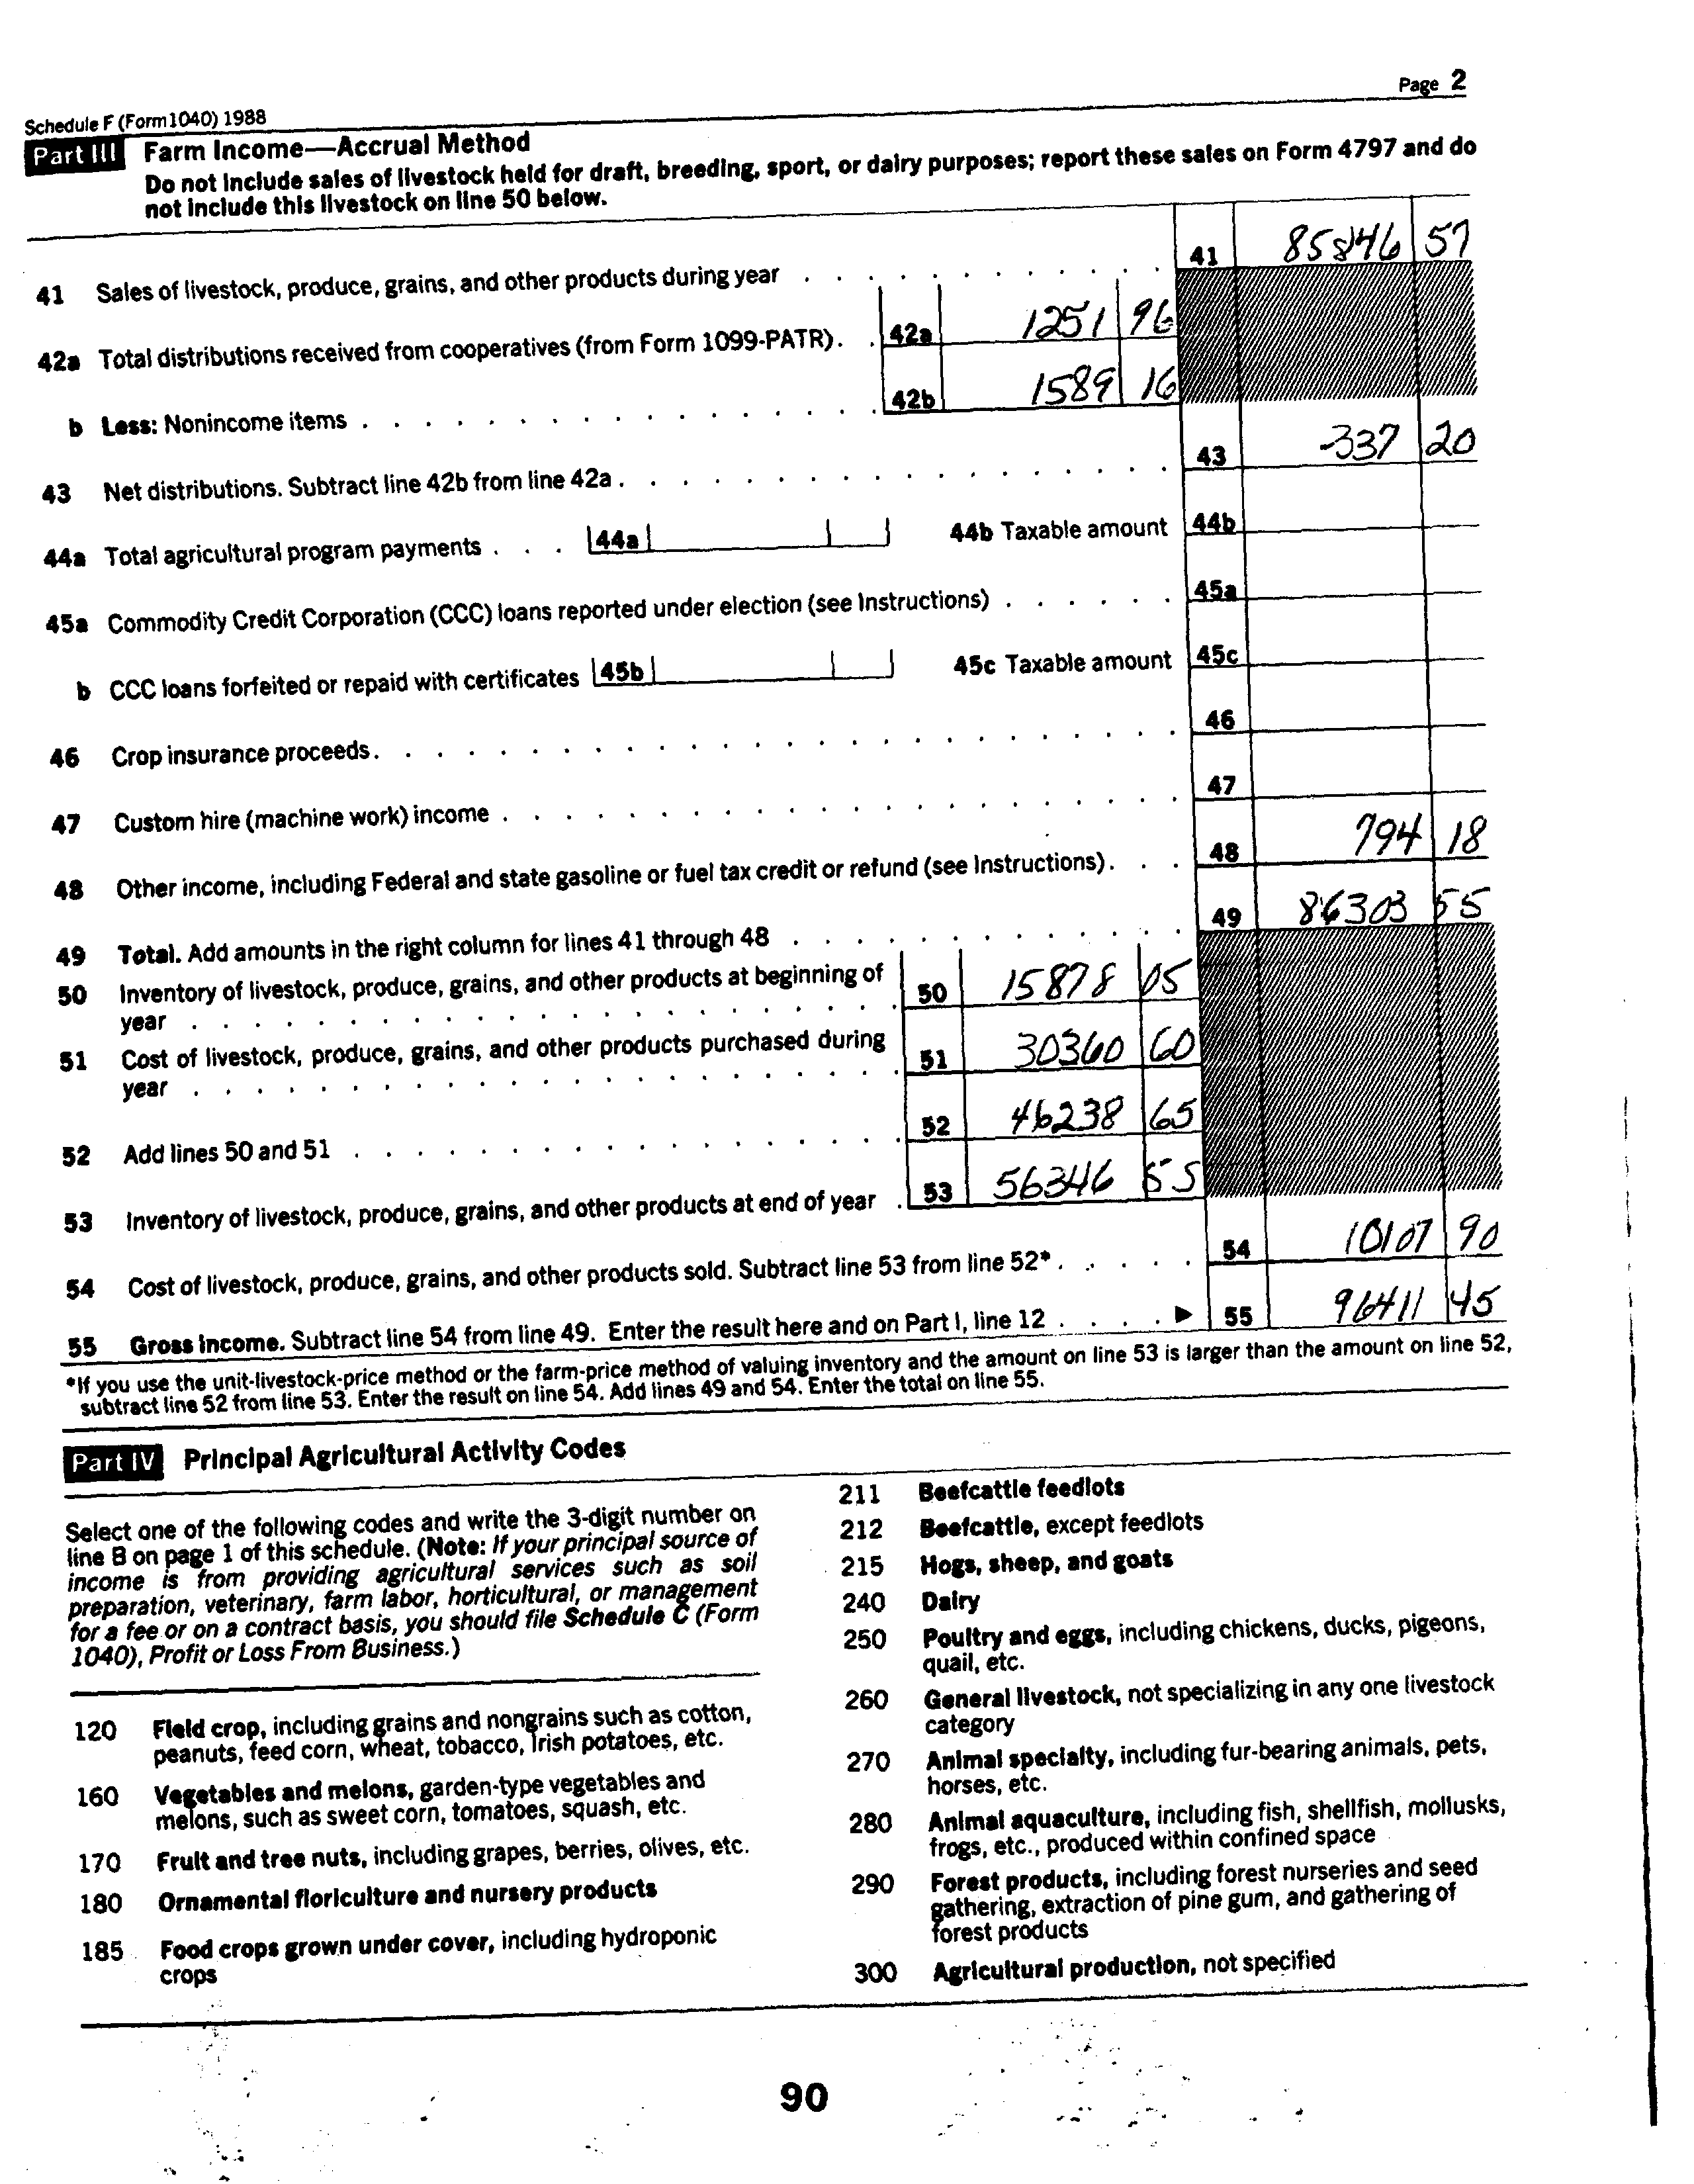 Page 2
Schedule F (Form 1040) 1988
Part III Farm Income—Accrual Method
Do not include sales of livestock held for draft, breeding, sport, or dairy purposes; report these sales on Form 4797 and do
not include this livestock on line 50 below.
41 Sales of livestock, produce, grains, and other products during year . . . . . . . . . . 41 85846 57
42a Total distributions received from cooperatives (from Form 1099-PATR). . 42a 1251 96
b Less: Nonincome items . . . . . . . . . . . . . 42b 1589 16
43 Net distributions. Subtract line 42b from line 42a . . . . . . . . . . . . . . . . 43 -337 20
44a Total agricultural program payments . . . 44a 44b Taxable amount 44b
45a Commodity Credit Corporation (CCC) loans reported under election (see Instructions) . . . . . . 45a
b CCC loans forfeited or repaid with certificates 45b 45c Taxable amount 45c
46 Crop insurance proceeds. . . . . . . . . . . . . . . . . . . . . . 46
47 Custom hire (machine work) income . . . . . . . . . . . . . . . . . . 47
48 Other income, including Federal and state gasoline or fuel tax credit or refund (see Instructions). . . 48 794 18
49 Total. Add amounts in the right column for lines 41 through 48 . . . . . . . . . . 49 86303 55
50 Inventory of livestock, produce, grains, and other products at beginning of
year . . . . . . . . . . . . . . . . . . . . . 50 15878 05
51 Cost of livestock, produce, grains, and other products purchased during
year . . . . . . . . . . . . . . . . . . . . . 51 30360 60
52 Add lines 50 and 51 . . . . . . . . . . . . . . . 52 46238 65
53 Inventory of livestock, produce, grains, and other products at end of year . 53 56346 55
54 Cost of livestock, produce, grains, and other products sold. Subtract line 53 from line 52* . . . . . 54 10107 90
55 Gross income. Subtract line 54 from line 49. Enter the result here and on Part I, line 12 . . . . ▶ 55 96411 45
*If you use the unit-livestock-price method or the farm-price method of valuing inventory and the amount on line 53 is larger than the amount on line 52,
subtract line 52 from line 53. Enter the result on line 54. Add lines 49 and 54. Enter the total on line 55.
Part IV Principal Agricultural Activity Codes
Select one of the following codes and write the 3-digit number on
line B on page 1 of this schedule. (Note: If your principal source of
income is from providing agricultural services such as soil
preparation, veterinary, farm labor, horticultural, or management
for a fee or on a contract basis, you should file Schedule C (Form
1040), Profit or Loss From Business.)
120 Field crop, including grains and nongrains such as cotton,
peanuts, feed corn, wheat, tobacco, Irish potatoes, etc.
160 Vegetables and melons, garden-type vegetables and
melons, such as sweet corn, tomatoes, squash, etc.
170 Fruit and tree nuts, including grapes, berries, olives, etc.
180 Ornamental floriculture and nursery products
185 Food crops grown under cover, including hydroponic
crops
211 Beefcattle feedlots
212 Beefcattle, except feedlots
215 Hogs, sheep, and goats
240 Dairy
250 Poultry and eggs, including chickens, ducks, pigeons,
quail, etc.
260 General livestock, not specializing in any one livestock
category
270 Animal specialty, including fur-bearing animals, pets,
horses, etc.
280 Animal aquaculture, including fish, shellfish, mollusks,
frogs, etc., produced within confined space
290 Forest products, including forest nurseries and seed
gathering, extraction of pine gum, and gathering of
forest products
300 Agricultural production, not specified
90